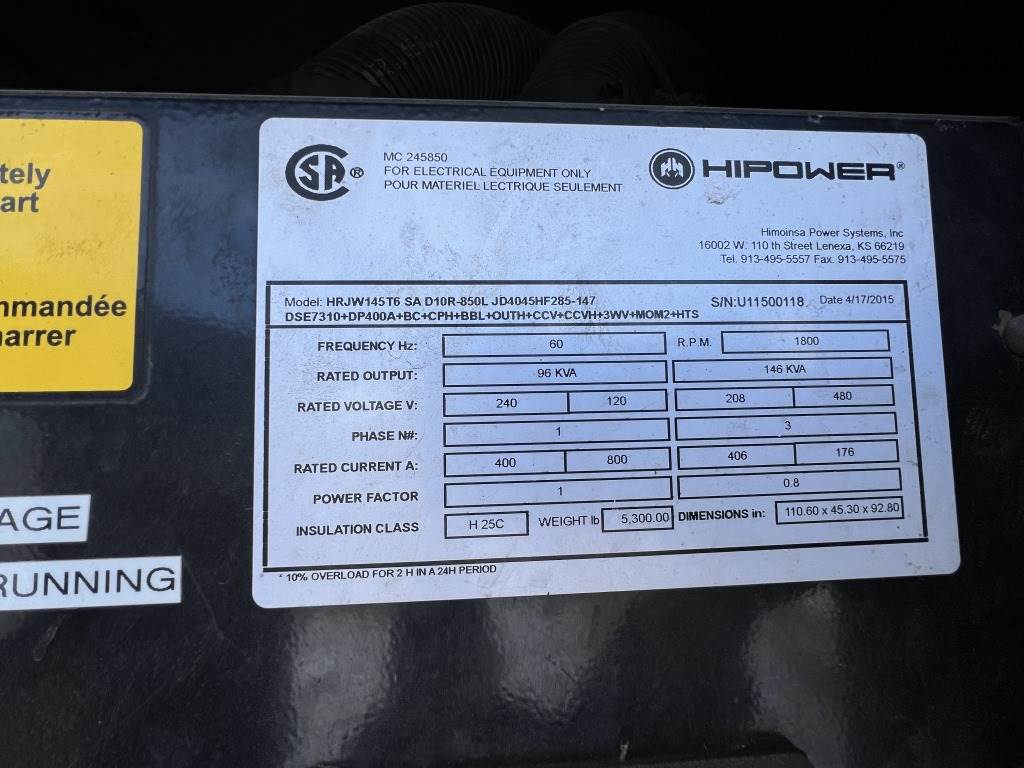 tely
art
mmandée
arrer
AGE
RUNNING
CSA®
MC 245850
FOR ELECTRICAL EQUIPMENT ONLY
POUR MATERIEL LECTRIQUE SEULEMENT
HIPOWER®
Himoinsa Power Systems, Inc
16002 W. 110 th Street Lenexa, KS 66219
Tel. 913-495-5557 Fax. 913-495-5575
Model: HRJW145T6 SA D10R-850L JD4045HF285-147 S/N:U11500118 Date 4/17/2015
DSE7310+DP400A+BC+CPH+BBL+OUTH+CCV+CCVH+3WV+MOM2+HTS
FREQUENCY Hz: 60 R.P.M. 1800
RATED OUTPUT: 96 KVA 146 KVA
RATED VOLTAGE V: 240 120 208 480
PHASE N#: 1 3
RATED CURRENT A: 400 800 406 176
POWER FACTOR 1 0.8
INSULATION CLASS H 25C WEIGHT lb 5,300.00 DIMENSIONS in: 110.60 x 45.30 x 92.80
* 10% OVERLOAD FOR 2 H IN A 24H PERIOD